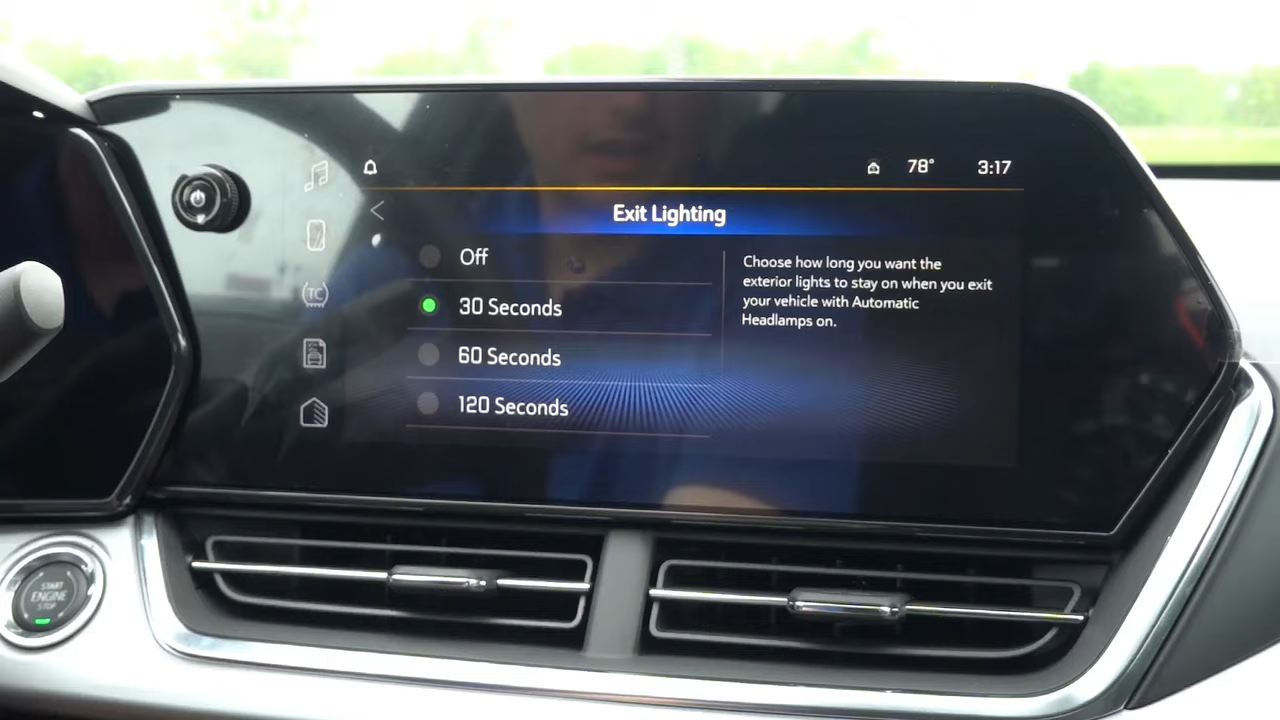 78° 3:17
Exit Lighting
Off
30 Seconds
60 Seconds
120 Seconds
Choose how long you want the
exterior lights to stay on when you exit
your vehicle with Automatic
Headlamps on.
TC
START
ENGINE
STOP